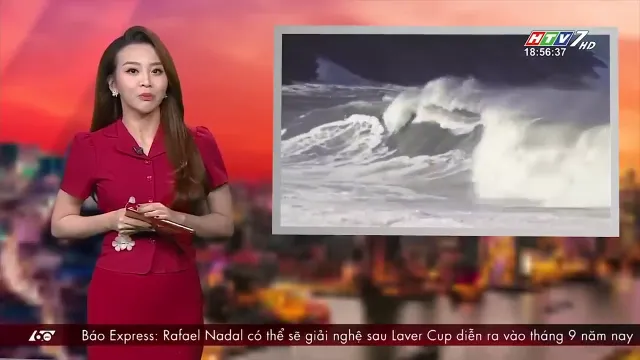 HTV7 HD
18:56:37
60
Báo Express: Rafael Nadal có thể sẽ giải nghệ sau Laver Cup diễn ra vào tháng 9 năm nay